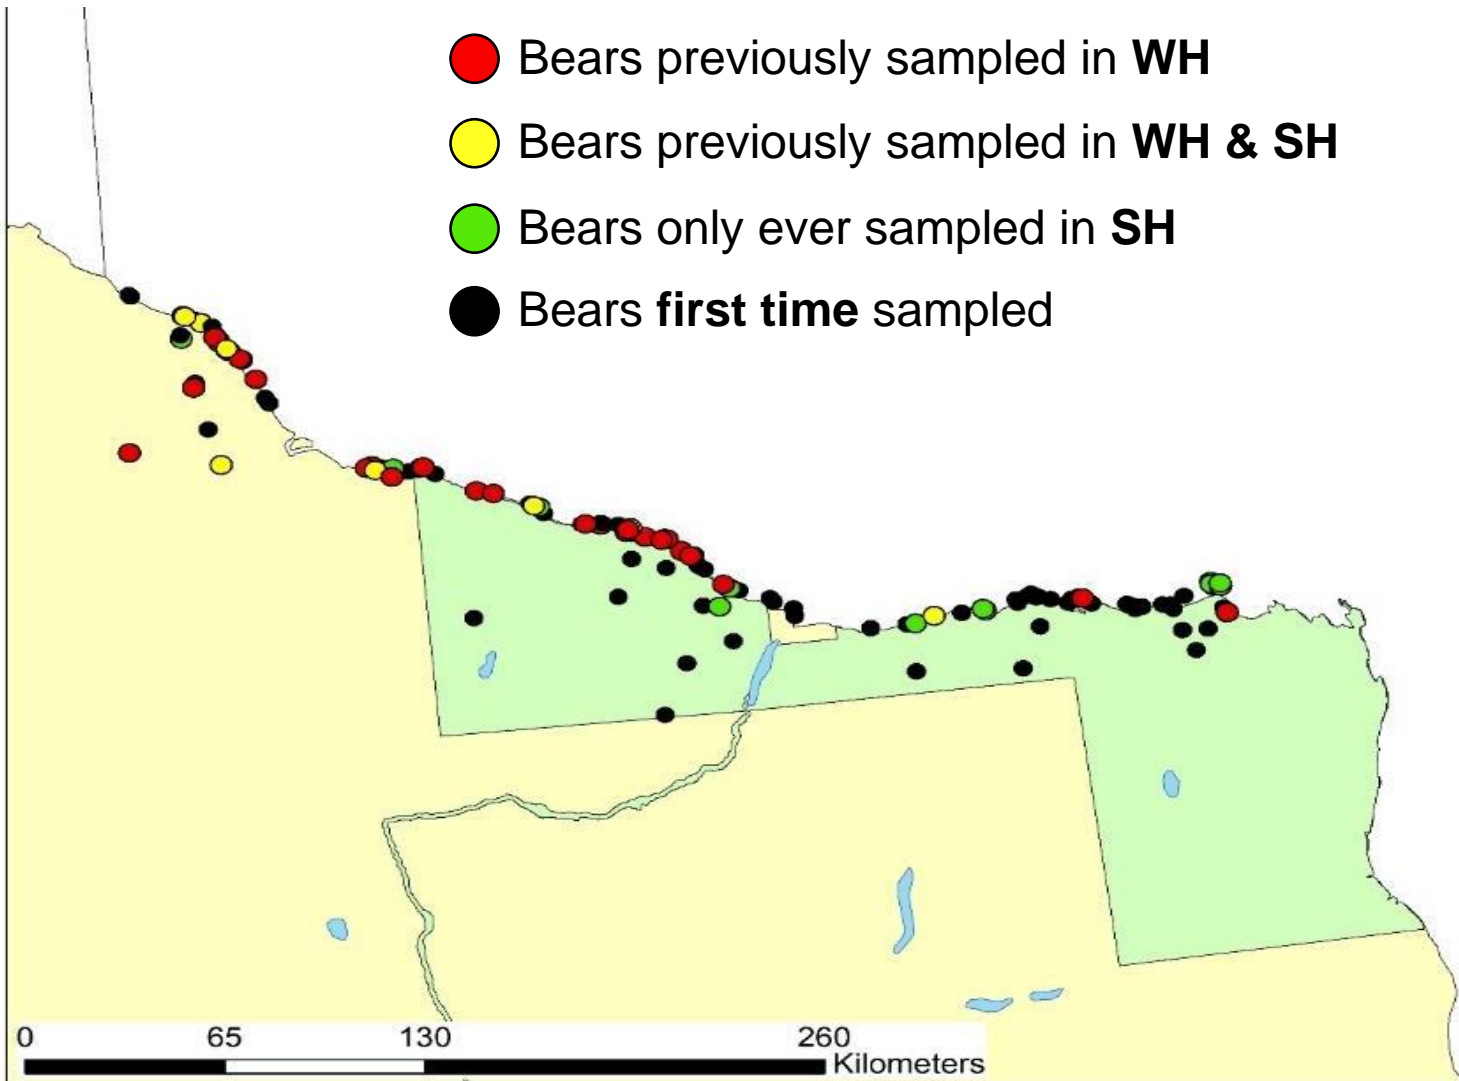 Bears previously sampled in WH
Bears previously sampled in WH & SH
Bears only ever sampled in SH
Bears first time sampled
0 65 130 260
Kilometers